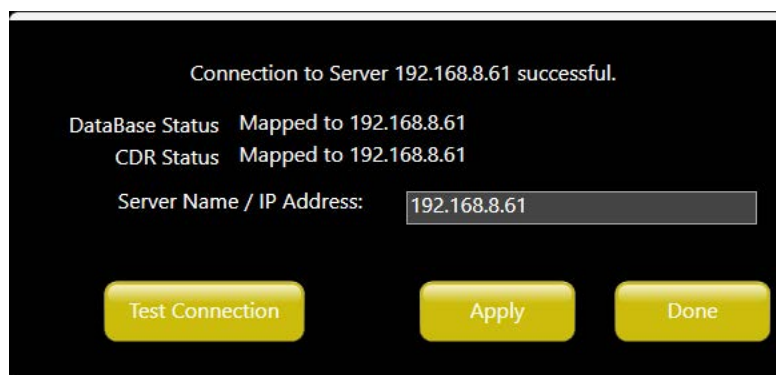 Connection to Server 192.168.8.61 successful.
DataBase Status Mapped to 192.168.8.61
CDR Status Mapped to 192.168.8.61
Server Name / IP Address: 192.168.8.61
Test Connection Apply Done